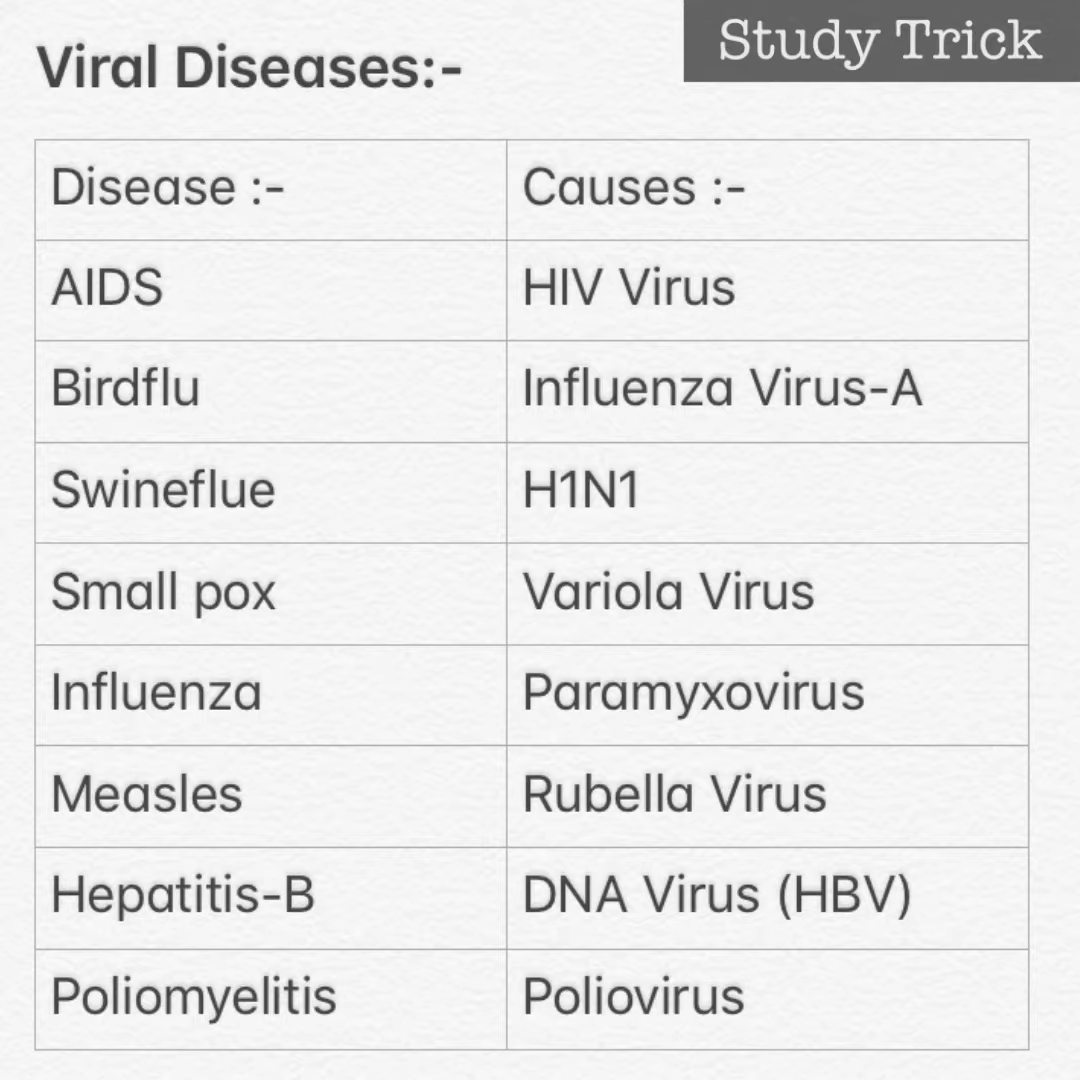 Study Trick
Viral Diseases:-
Disease :- Causes :-
AIDS HIV Virus
Birdflu Influenza Virus-A
Swineflue H1N1
Small pox Variola Virus
Influenza Paramyxovirus
Measles Rubella Virus
Hepatitis-B DNA Virus (HBV)
Poliomyelitis Poliovirus